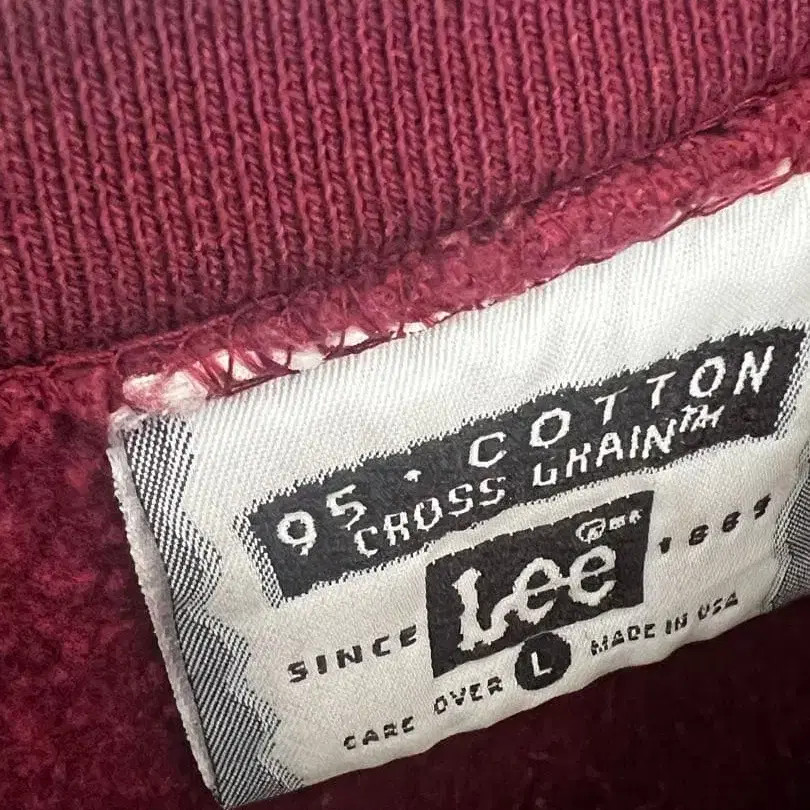 95 • COTTON
CROSS GRAIN™
SINCE Lee 1889
CARE OVER L MADE IN USA